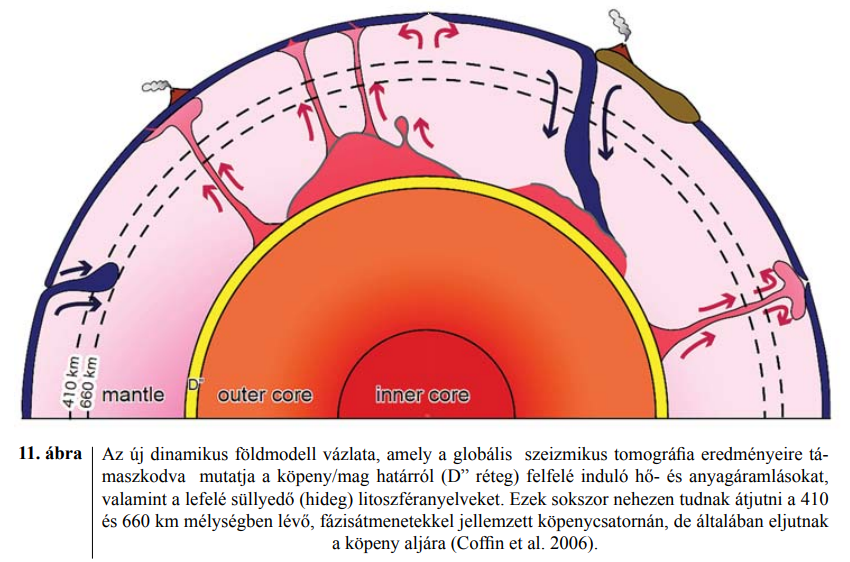 410 km
660 km
mantle
D"
outer core
inner core
11. ábra
Az új dinamikus földmodell vázlata, amely a globális szeizmikus tomográfia eredményeire tá-
maszkodva mutatja a köpeny/mag határról (D” réteg) felfelé induló hő- és anyagáramlásokat,
valamint a lefelé süllyedő (hideg) litoszféranyelveket. Ezek sokszor nehezen tudnak átjutni a 410
és 660 km mélységben lévő, fázisátmenetekkel jellemzett köpenycsatornán, de általában eljutnak
a köpeny aljára (Coffin et al. 2006).